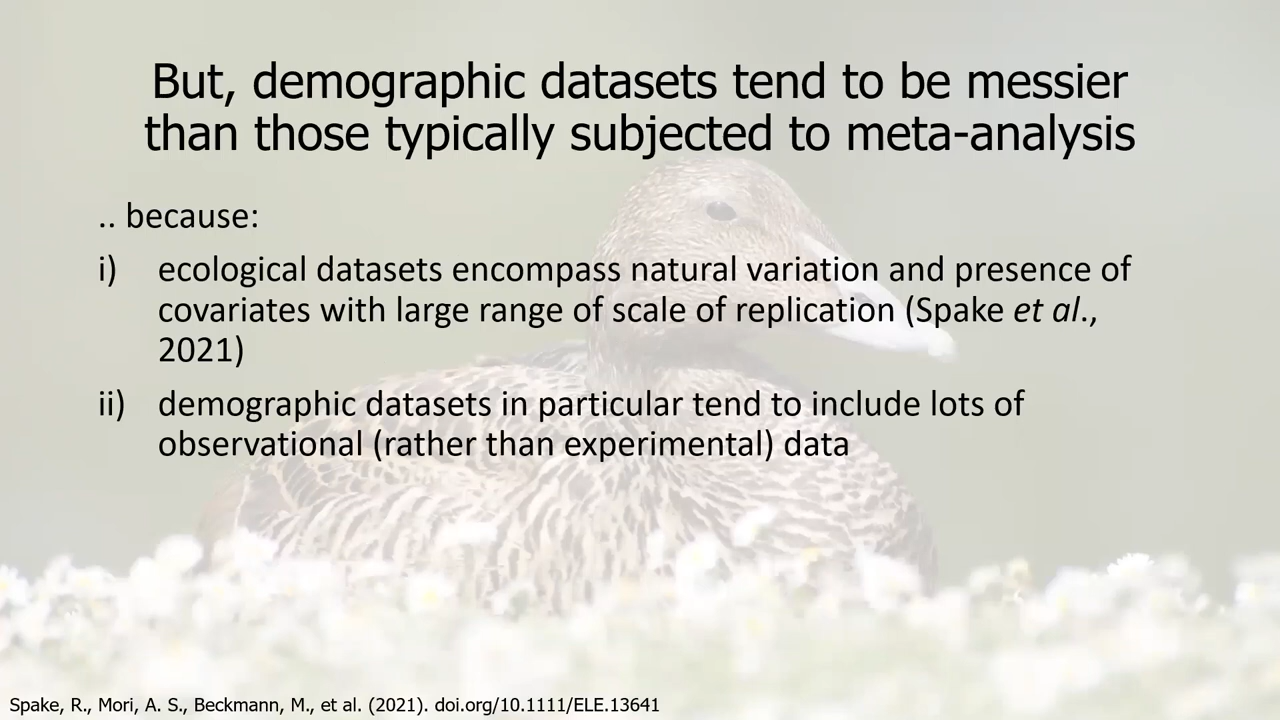 But, demographic datasets tend to be messier
than those typically subjected to meta-analysis
.. because:
i) ecological datasets encompass natural variation and presence of
covariates with large range of scale of replication (Spake et al.,
2021)
ii) demographic datasets in particular tend to include lots of
observational (rather than experimental) data
Spake, R., Mori, A. S., Beckmann, M., et al. (2021). doi.org/10.1111/ELE.13641